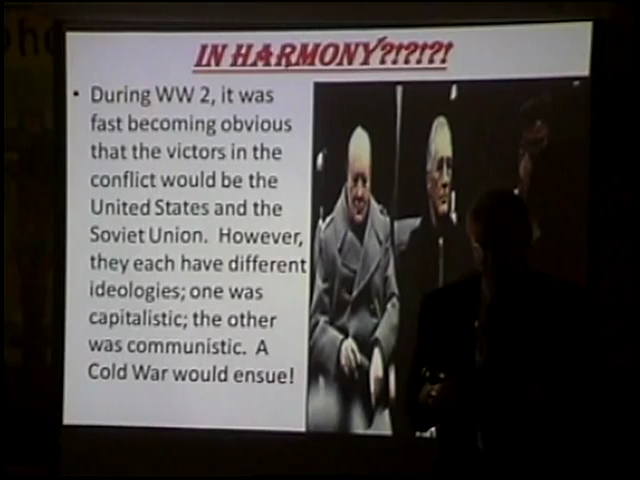 IN HARMONY?!?!?!
• During WW 2, it was
fast becoming obvious
that the victors in the
conflict would be the
United States and the
Soviet Union. However,
they each have different
ideologies; one was
capitalistic; the other
was communistic. A
Cold War would ensue!